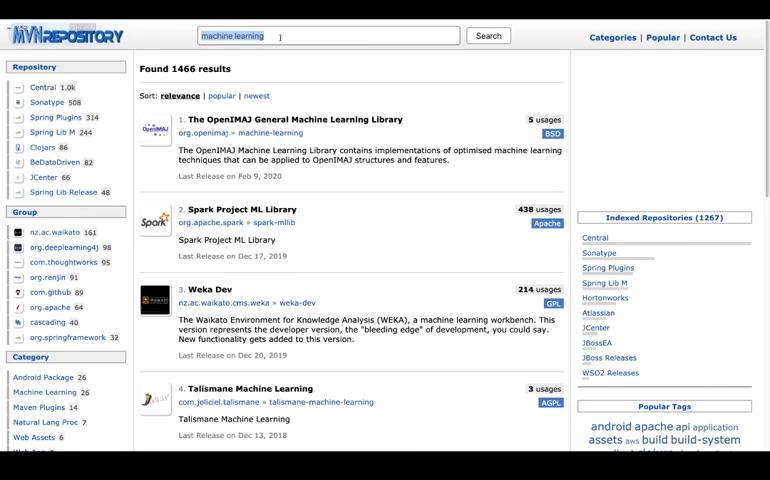 MVNREPOSITORY
machine learning
Search
Categories | Popular | Contact Us
Repository
Central 1.0k
Sonatype 508
Spring Plugins 314
Spring Lib M 244
Clojars 86
BeDataDriven 82
JCenter 66
Spring Lib Release 48
Group
nz.ac.waikato 161
org.deeplearning4j 98
com.thoughtworks 95
org.renjin 91
com.github 89
org.apache 64
cascading 40
org.springframework 32
Category
Android Package 26
Machine Learning 26
Maven Plugins 14
Natural Lang Proc 7
Web Assets 6
Found 1466 results
Sort: relevance | popular | newest
1. The OpenIMAJ General Machine Learning Library 5 usages
org.openimaj » machine-learning BSD
OpenIMAJ
The OpenIMAJ Machine Learning Library contains implementations of optimised machine learning
techniques that can be applied to OpenIMAJ structures and features.
Last Release on Feb 9, 2020
2. Spark Project ML Library 438 usages
org.apache.spark » spark-mllib Apache
Spark
Spark Project ML Library
Last Release on Dec 17, 2019
3. Weka Dev 214 usages
nz.ac.waikato.cms.weka » weka-dev GPL
The Waikato Environment for Knowledge Analysis (WEKA), a machine learning workbench. This
version represents the developer version, the "bleeding edge" of development, you could say.
New functionality gets added to this version.
Last Release on Dec 20, 2019
4. Talismane Machine Learning 3 usages
com.joliciel.talismane » talismane-machine-learning AGPL
Talismane Machine Learning
Last Release on Dec 13, 2018
Indexed Repositories (1267)
Central
Sonatype
Spring Plugins
Spring Lib M
Hortonworks
Atlassian
JCenter
JBossEA
JBoss Releases
WSO2 Releases
Popular Tags
android apache api application
assets aws build build-system